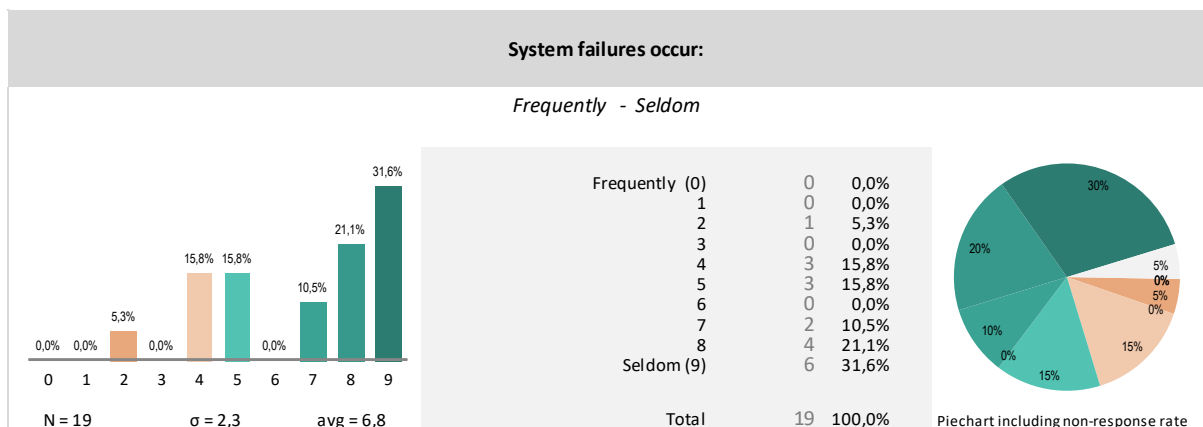 System failures occur:
Frequently - Seldom
31,6%
21,1%
15,8% 15,8%
10,5%
5,3%
0,0% 0,0% 0,0% 0,0%
0 1 2 3 4 5 6 7 8 9
N = 19 σ = 2,3 avg = 6,8
Frequently (0) 0 0,0%
1 0 0,0%
2 1 5,3%
3 0 0,0%
4 3 15,8%
5 3 15,8%
6 0 0,0%
7 2 10,5%
8 4 21,1%
Seldom (9) 6 31,6%
Total 19 100,0%
30%
20%
5%
0%
5%
0%
10%
15%
0%
15%
Piechart including non-response rate